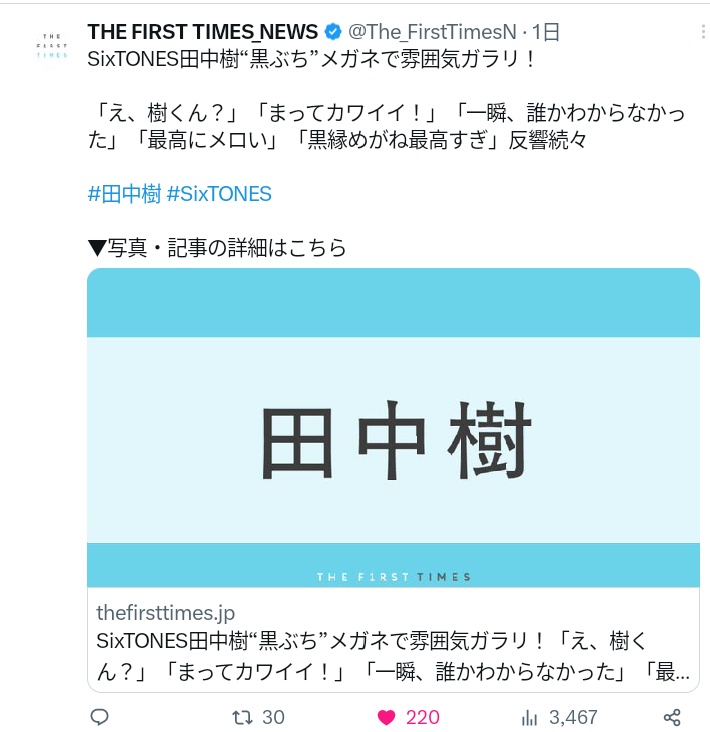 THE
FIRST
TIMES
THE FIRST TIMES_NEWS @The_FirstTimesN · 1日
SixTONES田中樹“黒ぶち”メガネで雰囲気ガラリ！
「え、樹くん？」「まってカワイイ！」「一瞬、誰かわからなかっ
た」「最高にメロい」「黒縁めがね最高すぎ」反響続々
#田中樹 #SixTONES
▼写真・記事の詳細はこちら
田中樹
THE FIRST TIMES
thefirsttimes.jp
SixTONES田中樹“黒ぶち”メガネで雰囲気ガラリ！「え、樹く
ん？」「まってカワイイ！」「一瞬、誰かわからなかった」「最...
30 220 3,467